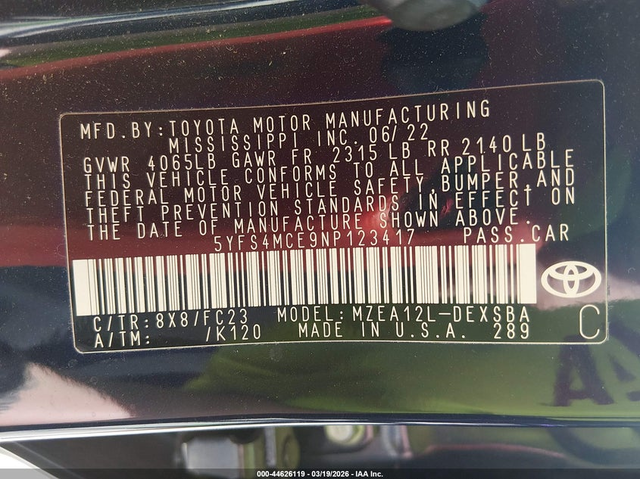 MFD. BY: TOYOTA MOTOR MANUFACTURING
MISSISSIPPI INC. 06/22
GVWR 4065LB GAWR FR 2315 LB RR 2140 LB
THIS VEHICLE CONFORMS TO ALL APPLICABLE
FEDERAL MOTOR VEHICLE SAFETY, BUMPER, AND
THEFT PREVENTION STANDARDS IN EFFECT ON
THE DATE OF MANUFACTURE SHOWN ABOVE.
5YFS4MCE9NP123417 PASS. CAR
C/TR: 8X8/FC23 MODEL: MZEA12L-DEXSBA
A/TM: /K120 MADE IN U.S.A. 289 C
000-44626119 - 03/19/2026 - IAA Inc.